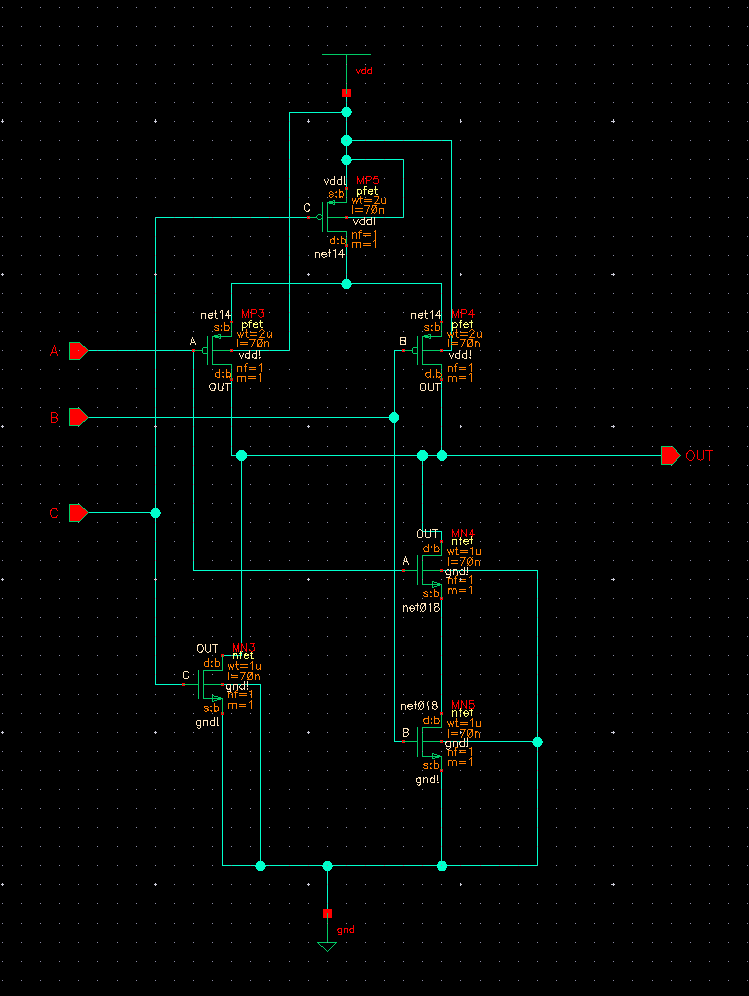 vdd
vdd!
MP5
pfet
s:b
wt=2u
l=70n
C
vdd!
nf=1
d:b
m=1
net14
net14
MP3
pfet
s:b
wt=2u
l=70n
A
vdd!
nf=1
d:b
m=1
OUT
net14
MP4
pfet
s:b
wt=2u
l=70n
B
vdd!
nf=1
d:b
m=1
OUT
A
B
OUT
C
OUT
MN4
nfet
d:b
wt=1u
l=70n
A
gnd!
nf=1
s:b
m=1
net018
OUT
MN3
nfet
d:b
wt=1u
l=70n
C
gnd!
nf=1
s:b
m=1
gnd!
net018
MN5
nfet
d:b
wt=1u
l=70n
B
gnd!
nf=1
s:b
m=1
gnd!
gnd